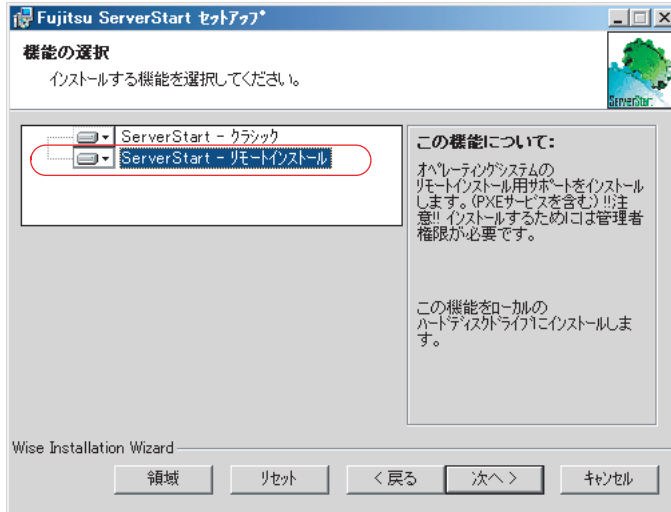 Fujitsu ServerStart セットアップ
機能の選択
インストールする機能を選択してください。
ServerStart
ServerStart - クラシック
ServerStart - リモートインストール
この機能について:
オペレーティングシステムの
リモートインストール用サポートをインストール
します。(PXEサービスを含む) !!注
意!! インストールするためには管理者
権限が必要です。
この機能をローカルの
ハードディスクドライブにインストールしま
す。
Wise Installation Wizard
領域
リセット
< 戻る
次へ >
キャンセル